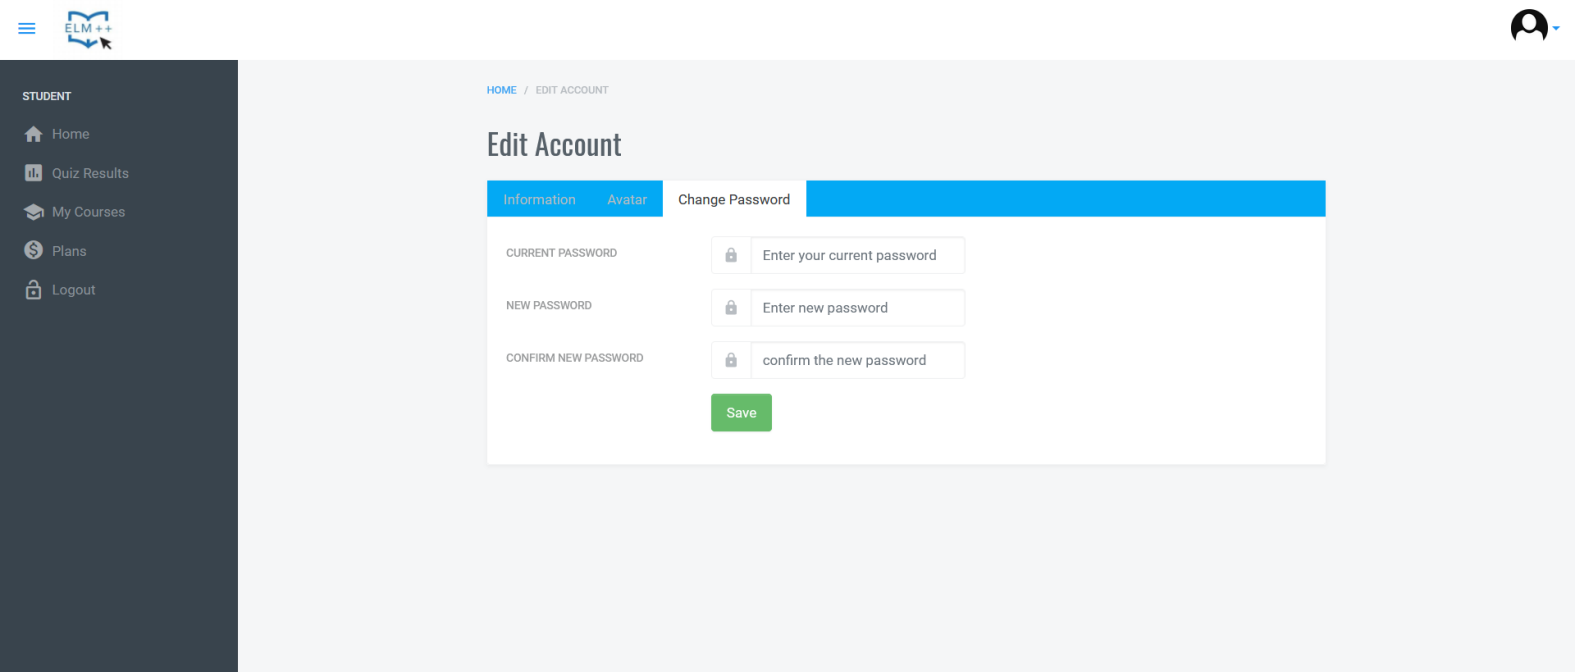 ELM ++
STUDENT
Home
Quiz Results
My Courses
Plans
Logout
HOME / EDIT ACCOUNT
Edit Account
Information Avatar Change Password
CURRENT PASSWORD Enter your current password
NEW PASSWORD Enter new password
CONFIRM NEW PASSWORD confirm the new password
Save